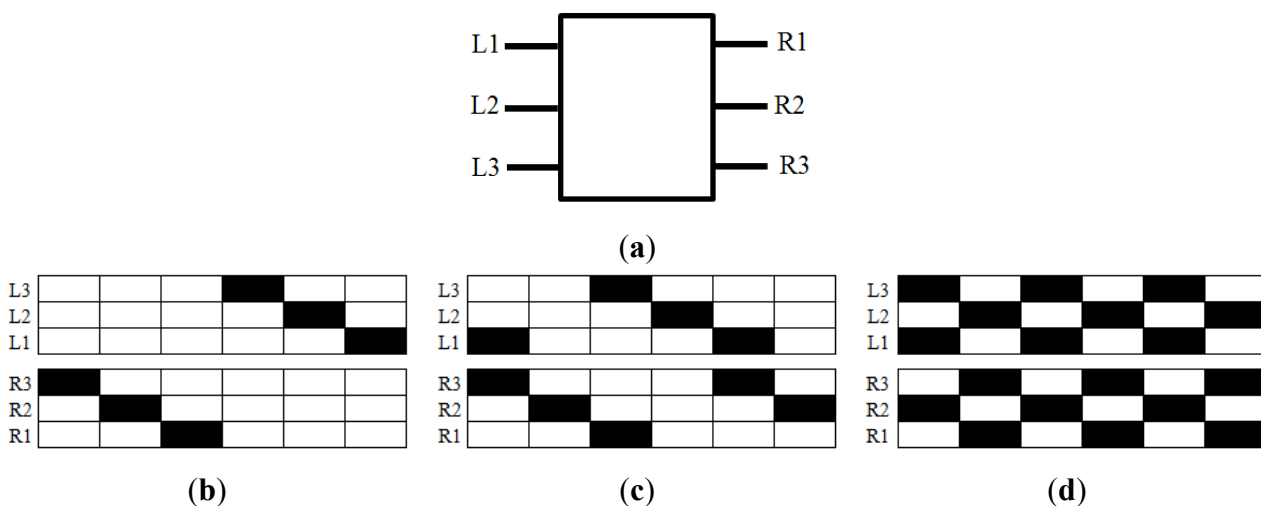 L1 R1
L2 R2
L3 R3
(a)
L3 L3 L3
L2 L2 L2
L1 L1 L1
R3 R3 R3
R2 R2 R2
R1 R1 R1
(b) (c) (d)